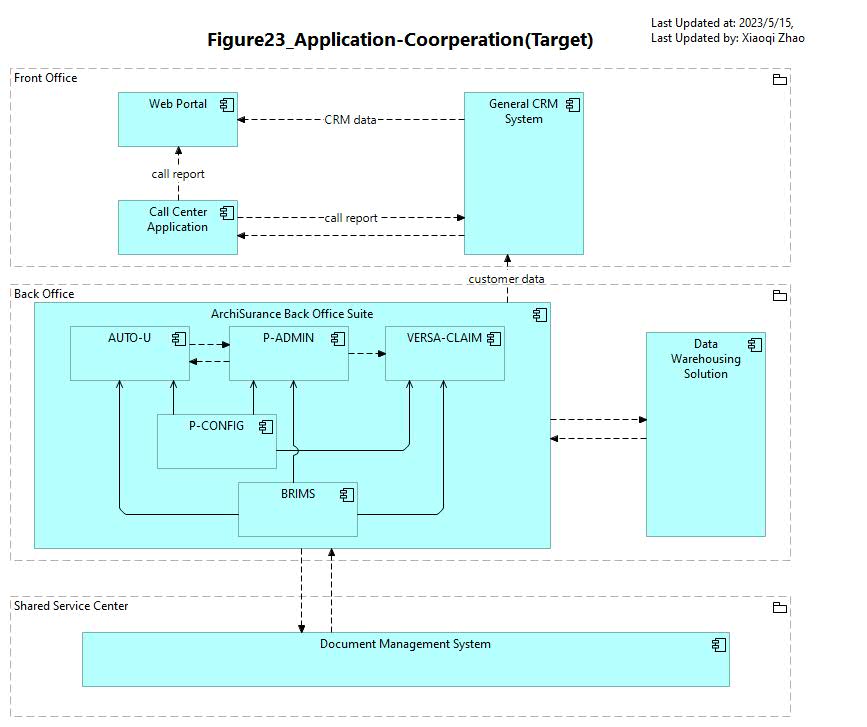 Last Updated at: 2023/5/15,
Last Updated by: Xiaoqi Zhao
Figure23_Application-Coorperation(Target)
Front Office
Web Portal
General CRM
System
CRM data
call report
Call Center
Application
call report
customer data
Back Office
ArchiSurance Back Office Suite
AUTO-U
P-ADMIN
VERSA-CLAIM
Data
Warehousing
Solution
P-CONFIG
BRIMS
Shared Service Center
Document Management System